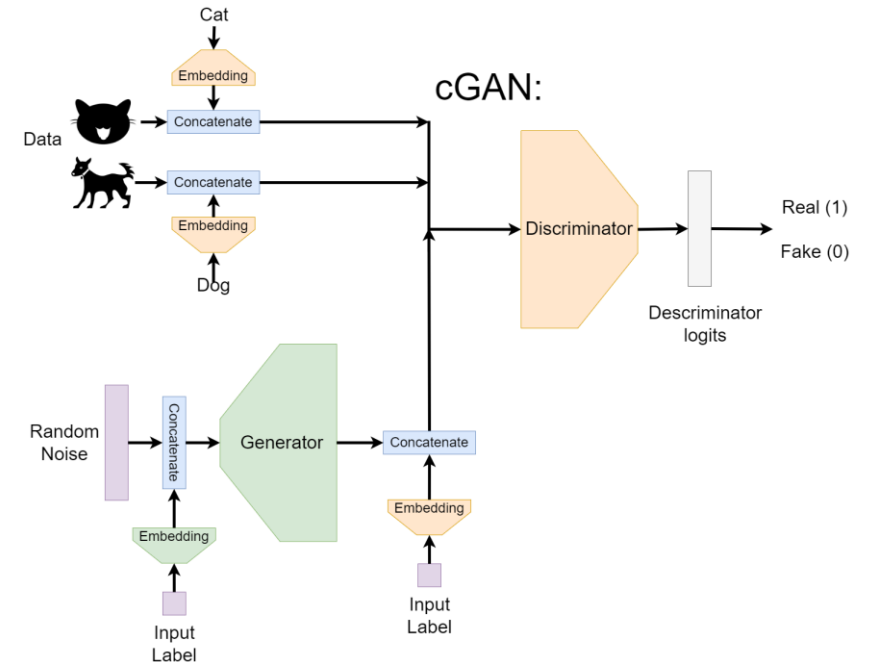 Cat
Embedding
cGAN:
Concatenate
Data
Concatenate
Embedding
Dog
Discriminator
Real (1)
Fake (0)
Descriminator
logits
Random
Noise
Concatenate
Generator
Concatenate
Embedding
Embedding
Input
Label
Input
Label